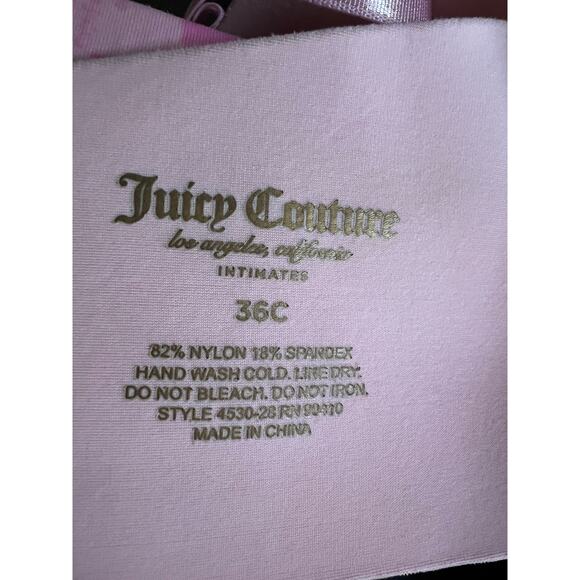 Juicy Couture
los angeles, california
INTIMATES
36C
82% NYLON 18% SPANDEX
HAND WASH COLD. LINE DRY.
DO NOT BLEACH. DO NOT IRON.
STYLE 4530-28 RN
MADE IN CHINA